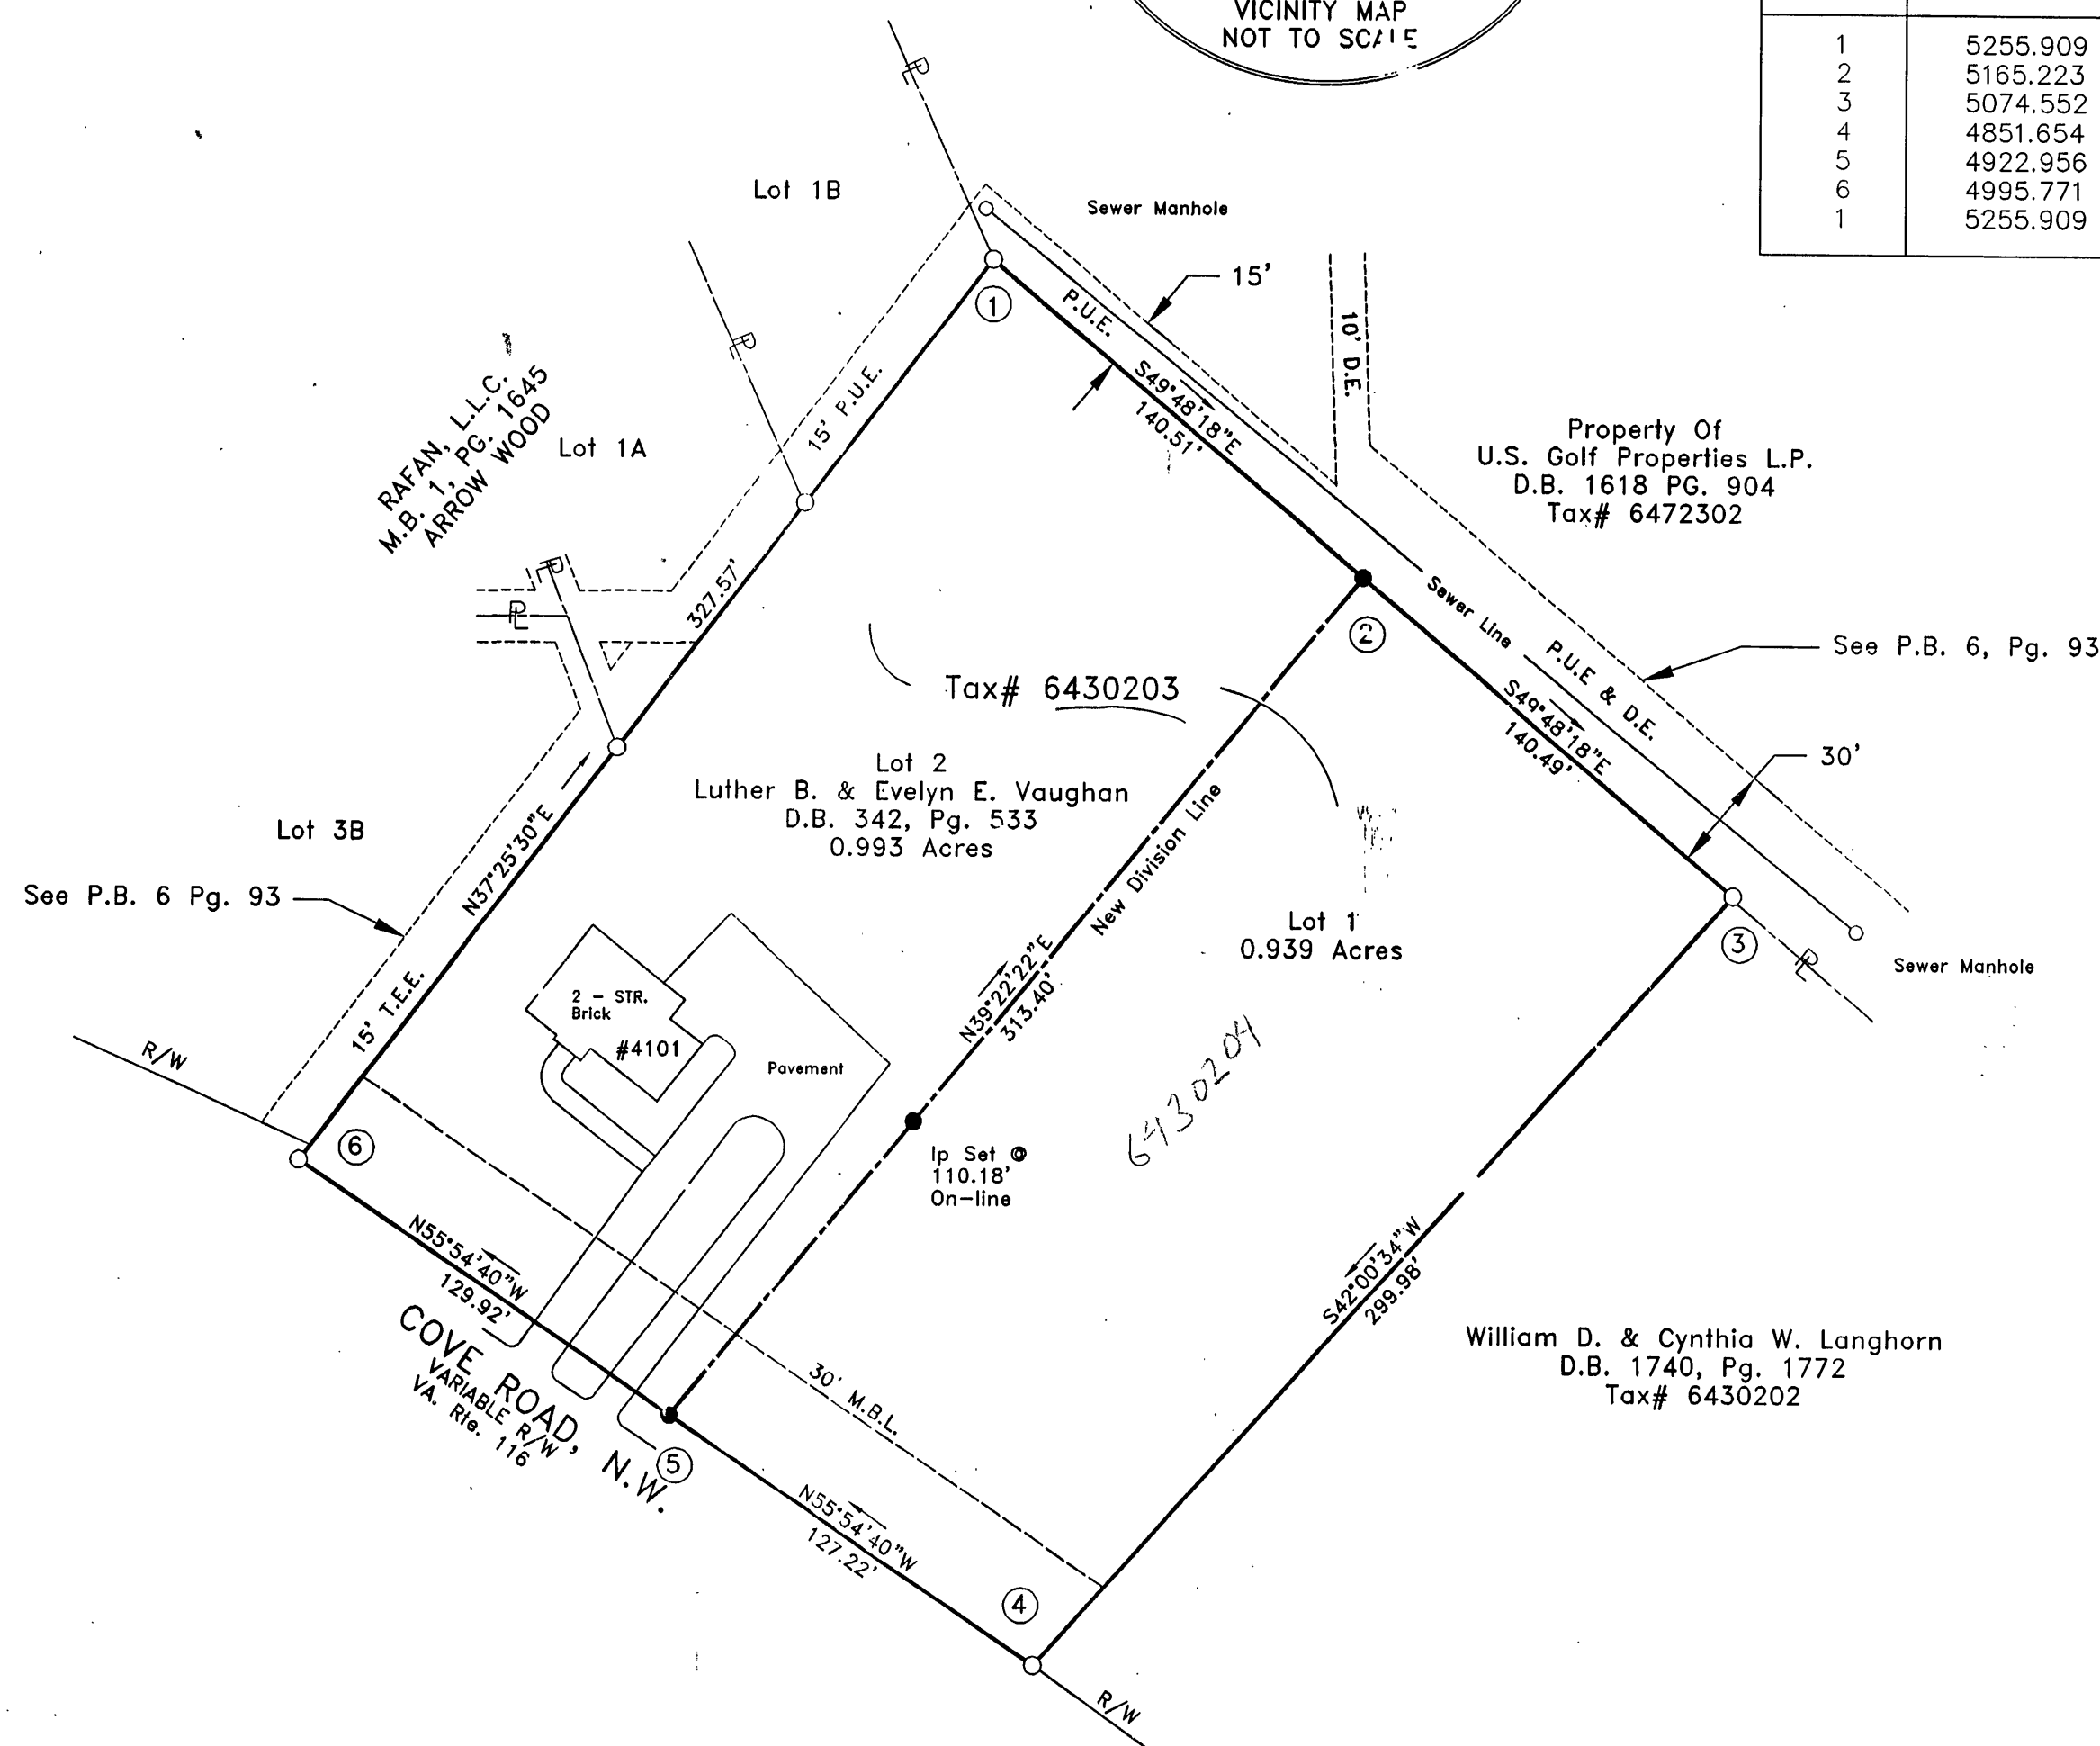 VICINITY MAP
NOT TO SCALE
1 5255.909
2 5165.223
3 5074.552
4 4851.654
5 4922.956
6 4995.771
1 5255.909
Lot 1B
Sewer Manhole
15'
1
P.U.E.
S49°48'18"E
140.51'
10' D.E.
15' P.U.E.
RAFAN, L.L.C.
M.B. 1, PG. 1645
ARROW WOOD
Lot 1A
Property Of
U.S. Golf Properties L.P.
D.B. 1618 PG. 904
Tax# 6472302
327.57'
2
Sewer Line
P.U.E & D.E.
See P.B. 6, Pg. 93
Tax# 6430203
S49°48'18"E
140.49'
30'
Lot 2
Luther B. & Evelyn E. Vaughan
D.B. 342, Pg. 533
0.993 Acres
New Division Line
Lot 3B
N37°25'30"E
See P.B. 6 Pg. 93
Lot 1
0.939 Acres
3
Sewer Manhole
15' T.E.E.
2 - STR.
Brick
#4101
Pavement
N39°22'22"E
313.40'
6430204
R/W
6
Ip Set @
110.18'
On-line
N55°54'40"W
129.92'
S42°00'34"W
299.98'
COVE ROAD, N.W.
VARIABLE R/W
VA. Rte. 116
30' M.B.L.
William D. & Cynthia W. Langhorn
D.B. 1740, Pg. 1772
Tax# 6430202
5
N55°54'40"W
127.22'
4
R/W